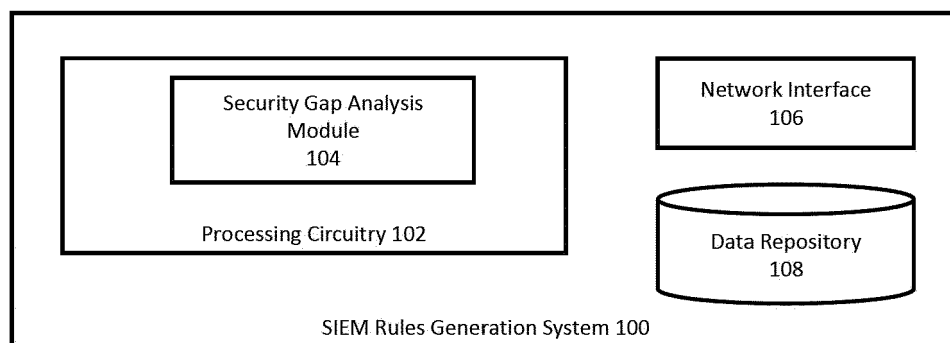 Security Gap Analysis
Module
104
Processing Circuitry 102
Network Interface
106
Data Repository
108
SIEM Rules Generation System 100